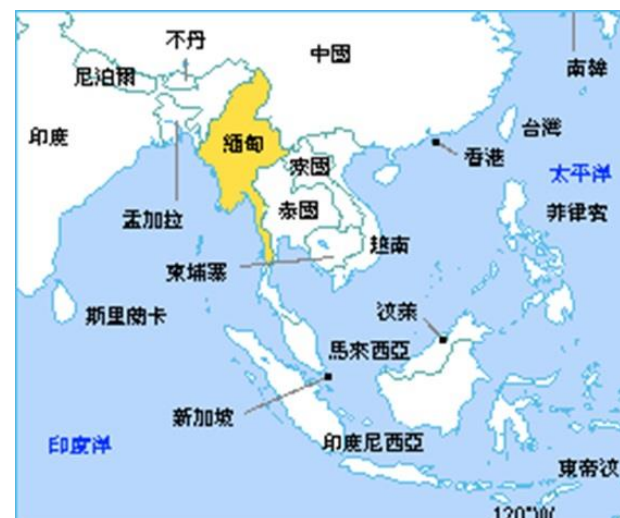 不丹
中國
南韓
尼泊爾
印度
緬甸
台灣
香港
寮國
太平洋
泰國
菲律賓
孟加拉
越南
柬埔寨
汶萊
斯里蘭卡
馬來西亞
新加坡
印度尼西亞
印度洋
東帝汶